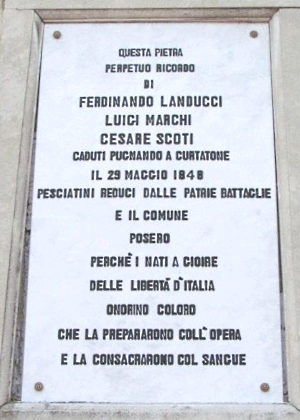 QUESTA PIETRA
PERPETUO RICORDO
DI
FERDINANDO LANDUCCI
LUIGI MARCHI
CESARE SCOTI
CADUTI PUGNANDO A CURTATONE
IL 29 MAGGIO 1848
PESCIATINI REDUCI DALLE PATRIE BATTAGLIE
E IL COMUNE
POSERO
PERCHÈ I NATI A GIOIRE
DELLE LIBERTÀ D'ITALIA
ONORINO COLORO
CHE LA PREPARARONO COLL'OPERA
E LA CONSACRARONO COL SANGUE